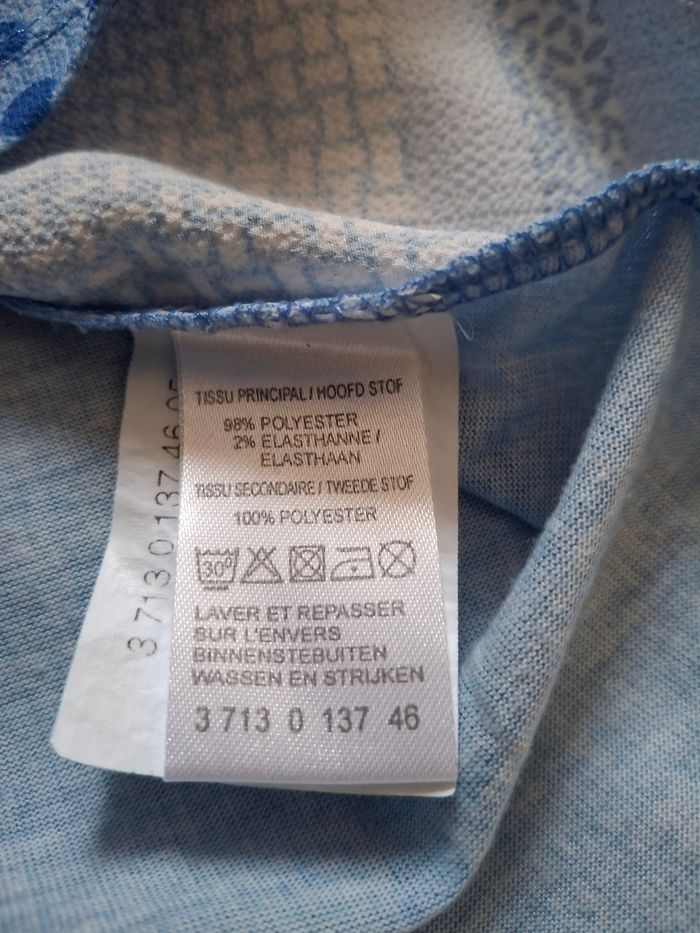 TISSU PRINCIPAL / HOOFD STOF
98% POLYESTER
2% ELASTHANNE /
ELASTHAAN
TISSU SECONDAIRE / TWEEDE STOF
100% POLYESTER
30°
LAVER ET REPASSER
SUR L'ENVERS
BINNENSTEBUITEN
WASSEN EN STRIJKEN
3 713 0 137 46
3 713 0 137 46